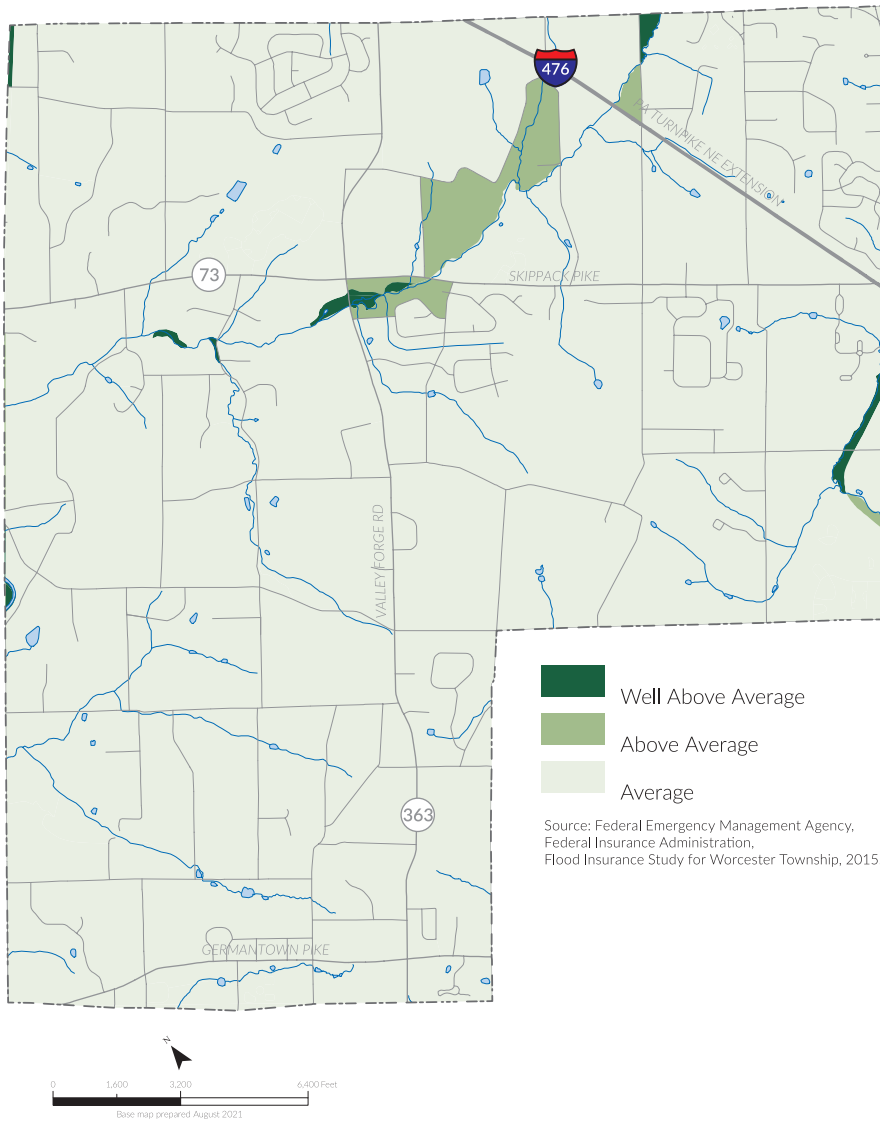 476
PA TURNPIKE NE EXTENSION
73
SKIPPACK PIKE
VALLEY FORGE RD
Well Above Average
Above Average
Average
363
Source: Federal Emergency Management Agency,
Federal Insurance Administration,
Flood Insurance Study for Worcester Township, 2015
GERMANTOWN PIKE
N
0 1,600 3,200 6,400 Feet
Base map prepared August 2021